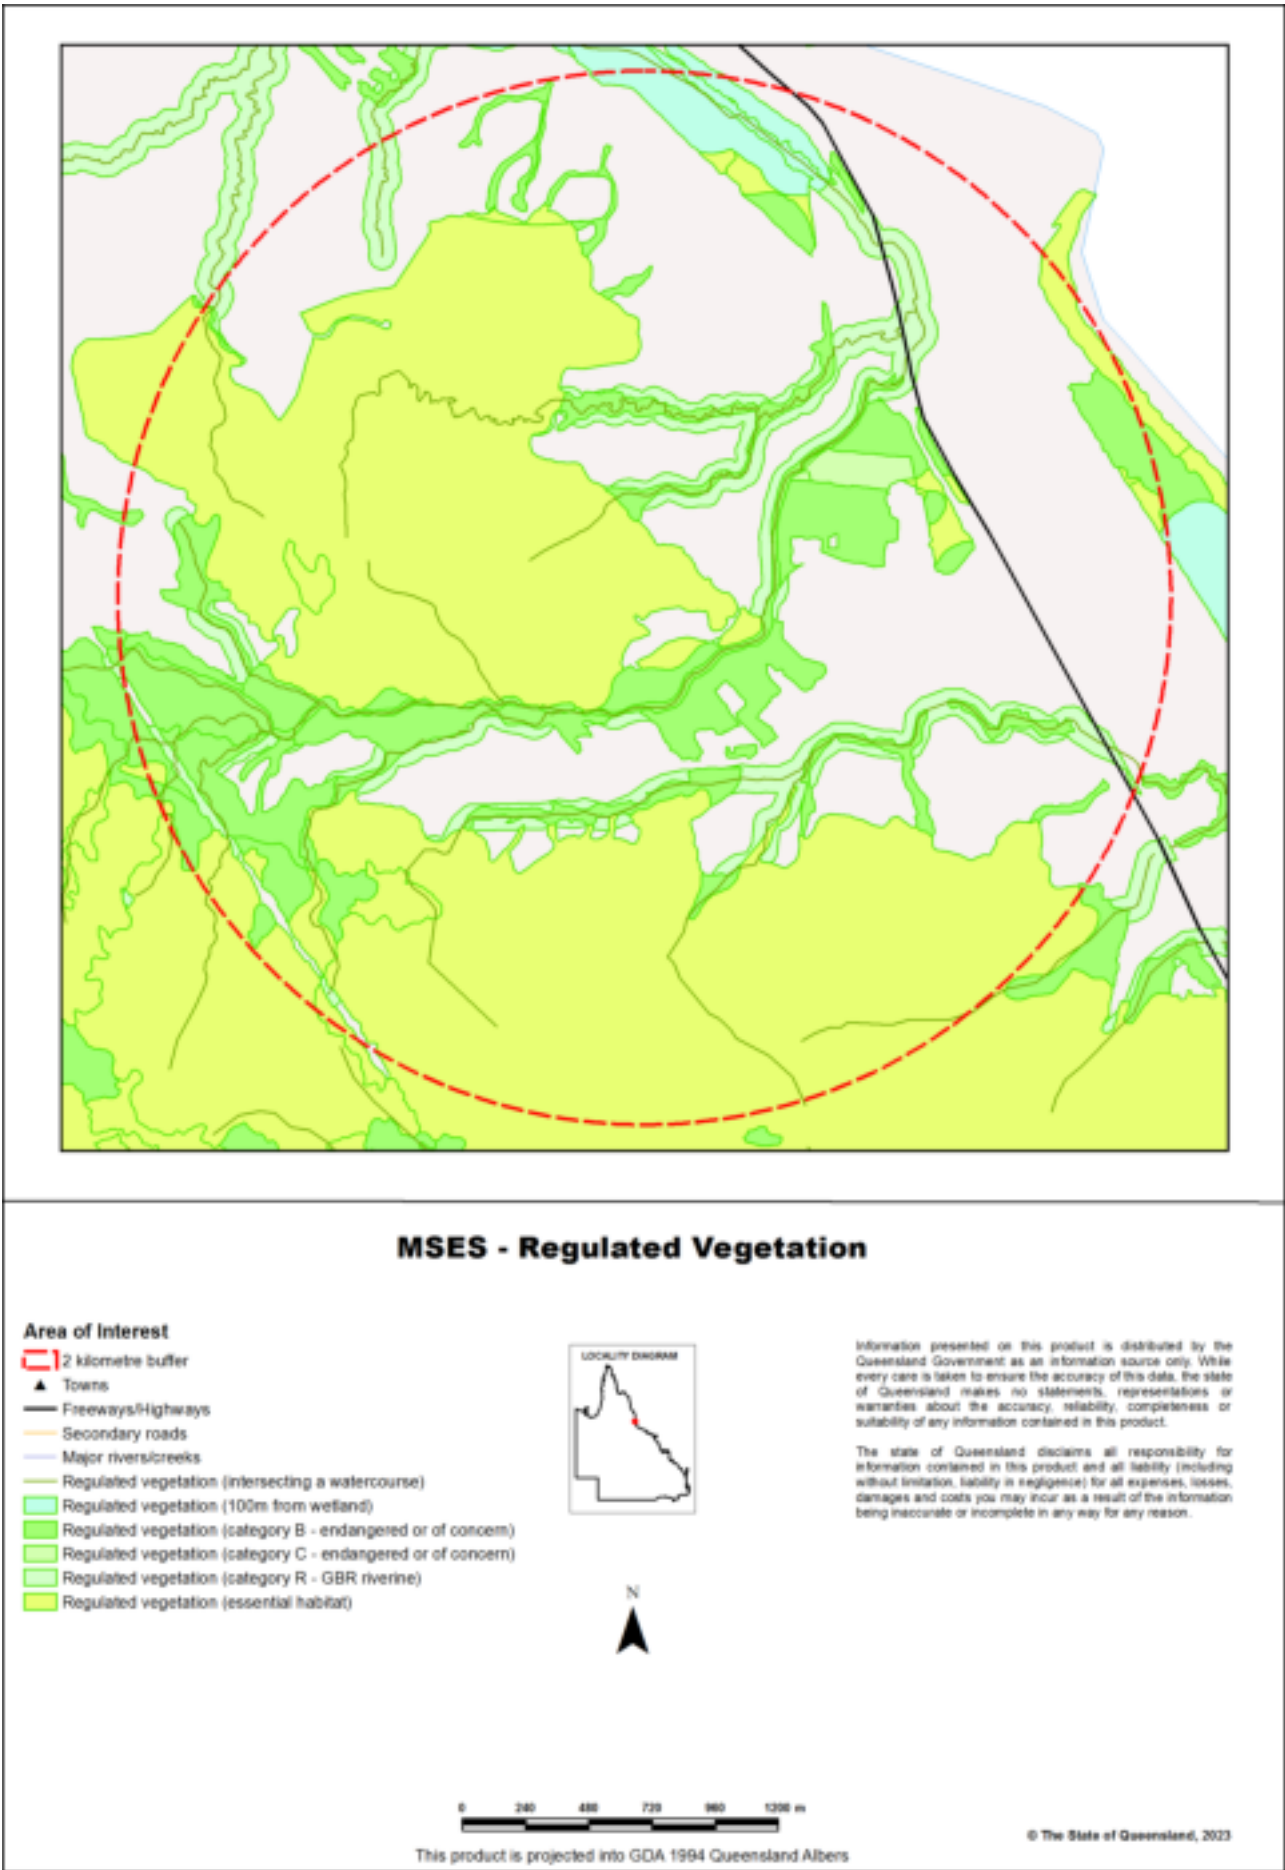 MSES - Regulated Vegetation
Area of Interest
2 kilometre buffer
Towns
Freeways/Highways
Secondary roads
Major rivers/creeks
Regulated vegetation (intersecting a watercourse)
Regulated vegetation (100m from wetland)
Regulated vegetation (category B - endangered or of concern)
Regulated vegetation (category C - endangered or of concern)
Regulated vegetation (category R - GBR riverine)
Regulated vegetation (essential habitat)
LOCALITY DIAGRAM
N
Information presented on this product is distributed by the
Queensland Government as an information source only. While
every care is taken to ensure the accuracy of this data, the state
of Queensland makes no statements, representations or
warranties about the accuracy, reliability, completeness or
suitability of any information contained in this product.
The state of Queensland disclaims all responsibility for
information contained in this product and all liability (including
without limitation, liability in negligence) for all expenses, losses,
damages and costs you may incur as a result of the information
being inaccurate or incomplete in any way for any reason.
0 240 480 720 960 1200 m
This product is projected into GDA 1994 Queensland Albers
© The State of Queensland, 2023